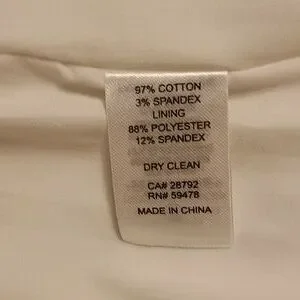 97% COTTON
3% SPANDEX
LINING
88% POLYESTER
12% SPANDEX
DRY CLEAN
CA# 28792
RN# 59478
MADE IN CHINA